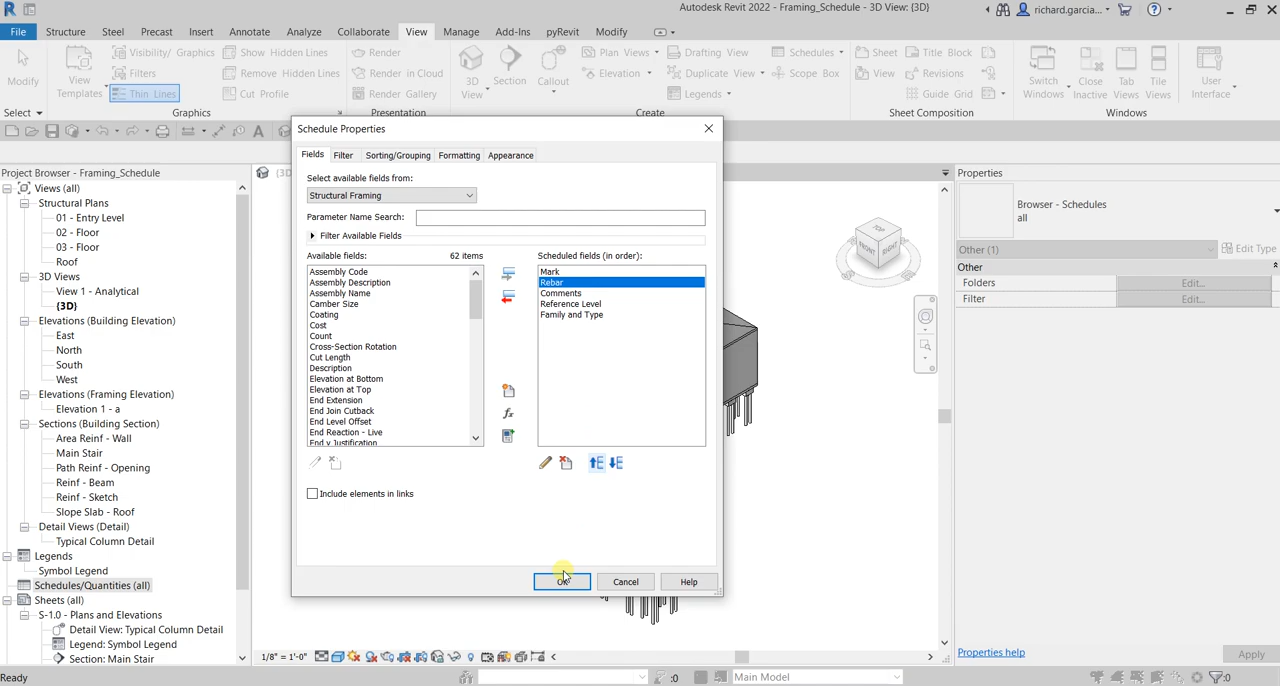 Autodesk Revit 2022 - Framing_Schedule - 3D View: {3D}
richard.garcia...
File Structure Steel Precast Insert Annotate Analyze Collaborate View Manage Add-Ins pyRevit Modify
Modify
View Templates
Visibility/ Graphics
Filters
Thin Lines
Show Hidden Lines
Remove Hidden Lines
Cut Profile
Render
Render in Cloud
Render Gallery
3D View
Section
Callout
Plan Views
Elevation
Drafting View
Duplicate View
Legends
Schedules
Scope Box
Sheet
View
Title Block
Revisions
Guide Grid
Switch Windows
Close Inactive
Tab Views
Tile Views
User Interface
Select Graphics Presentation Create Sheet Composition Windows
Project Browser - Framing_Schedule
Views (all)
Structural Plans
01 - Entry Level
02 - Floor
03 - Floor
Roof
3D Views
View 1 - Analytical
{3D}
Elevations (Building Elevation)
East
North
South
West
Elevations (Framing Elevation)
Elevation 1 - a
Sections (Building Section)
Area Reinf - Wall
Main Stair
Path Reinf - Opening
Reinf - Beam
Reinf - Sketch
Slope Slab - Roof
Detail Views (Detail)
Typical Column Detail
Legends
Symbol Legend
Schedules/Quantities (all)
Sheets (all)
S-1.0 - Plans and Elevations
Detail View: Typical Column Detail
Legend: Symbol Legend
Section: Main Stair
Schedule Properties
Fields Filter Sorting/Grouping Formatting Appearance
Select available fields from:
Structural Framing
Parameter Name Search:
Filter Available Fields
Available fields: 62 items
Assembly Code
Assembly Description
Assembly Name
Camber Size
Coating
Cost
Count
Cross-Section Rotation
Cut Length
Description
Elevation at Bottom
Elevation at Top
End Extension
End Join Cutback
End Level Offset
End Reaction - Live
End y Justification
Scheduled fields (in order):
Mark
Rebar
Comments
Reference Level
Family and Type
Include elements in links
OK Cancel Help
TOP
FRONT
RIGHT
Properties
Browser - Schedules
all
Other (1) Edit Type
Other
Folders Edit...
Filter Edit...
Properties help Apply
1/8" = 1'-0"
Ready
:0
Main Model
:0